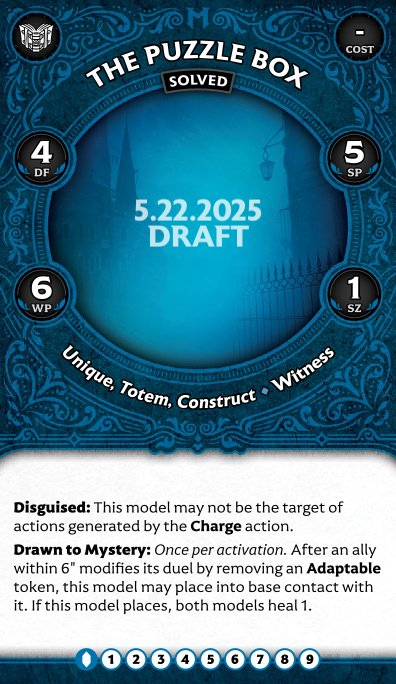 THE PUZZLE BOX
SOLVED
-
COST
4
DF
5
SP
5.22.2025
DRAFT
6
WP
1
SZ
Unique, Totem, Construct ♦ Witness
Disguised: This model may not be the target of
actions generated by the Charge action.
Drawn to Mystery: Once per activation. After an ally
within 6" modifies its duel by removing an Adaptable
token, this model may place into base contact with
it. If this model places, both models heal 1.
1 2 3 4 5 6 7 8 9